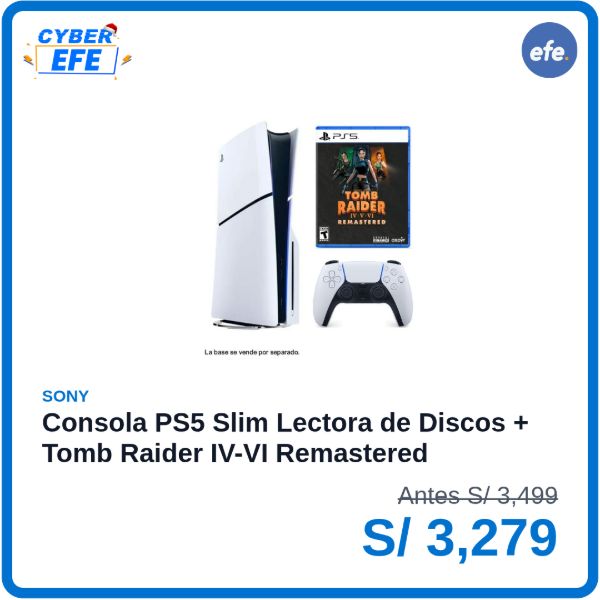 CYBER
EFE
efe.
PS5
TOMB
RAIDER
IV·V·VI
REMASTERED
La base se vende por separado.
SONY
Consola PS5 Slim Lectora de Discos +
Tomb Raider IV-VI Remastered
Antes S/ 3,499
S/ 3,279